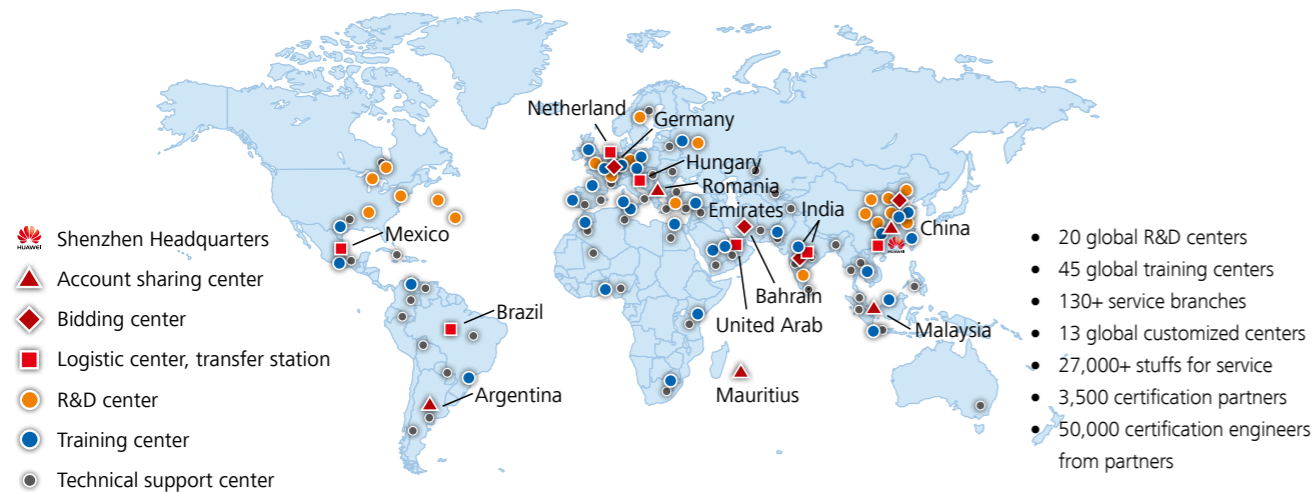 Netherland
Germany
Hungary
Romania
Emirates
India
China
Mexico
Bahrain
United Arab
Brazil
Malaysia
Mauritius
Argentina
HUAWEI
HUAWEI
Shenzhen Headquarters
Account sharing center
Bidding center
Logistic center, transfer station
R&D center
Training center
Technical support center
• 20 global R&D centers
• 45 global training centers
• 130+ service branches
• 13 global customized centers
• 27,000+ stuffs for service
• 3,500 certification partners
• 50,000 certification engineers
from partners